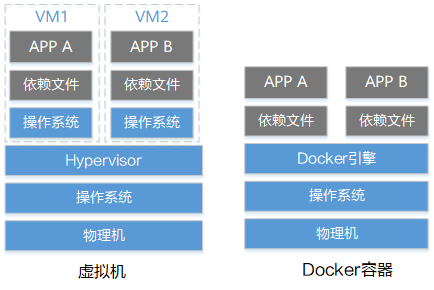 VM1
VM2
APP A
APP B
依赖文件
依赖文件
操作系统
操作系统
Hypervisor
操作系统
物理机
虚拟机
APP A
APP B
依赖文件
依赖文件
Docker引擎
操作系统
物理机
Docker容器